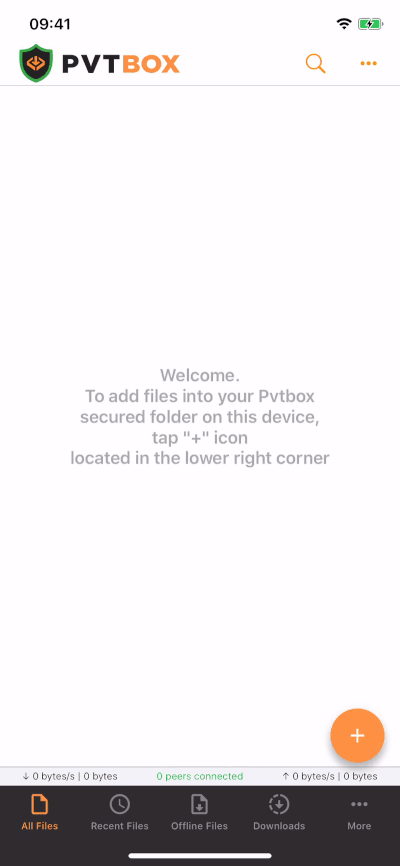 09:41
PVTBOX
Welcome.
To add files into your Pvtbox
secured folder on this device,
tap "+" icon
located in the lower right corner
+
↓ 0 bytes/s | 0 bytes 0 peers connected ↑ 0 bytes/s | 0 bytes
All Files Recent Files Offline Files Downloads More